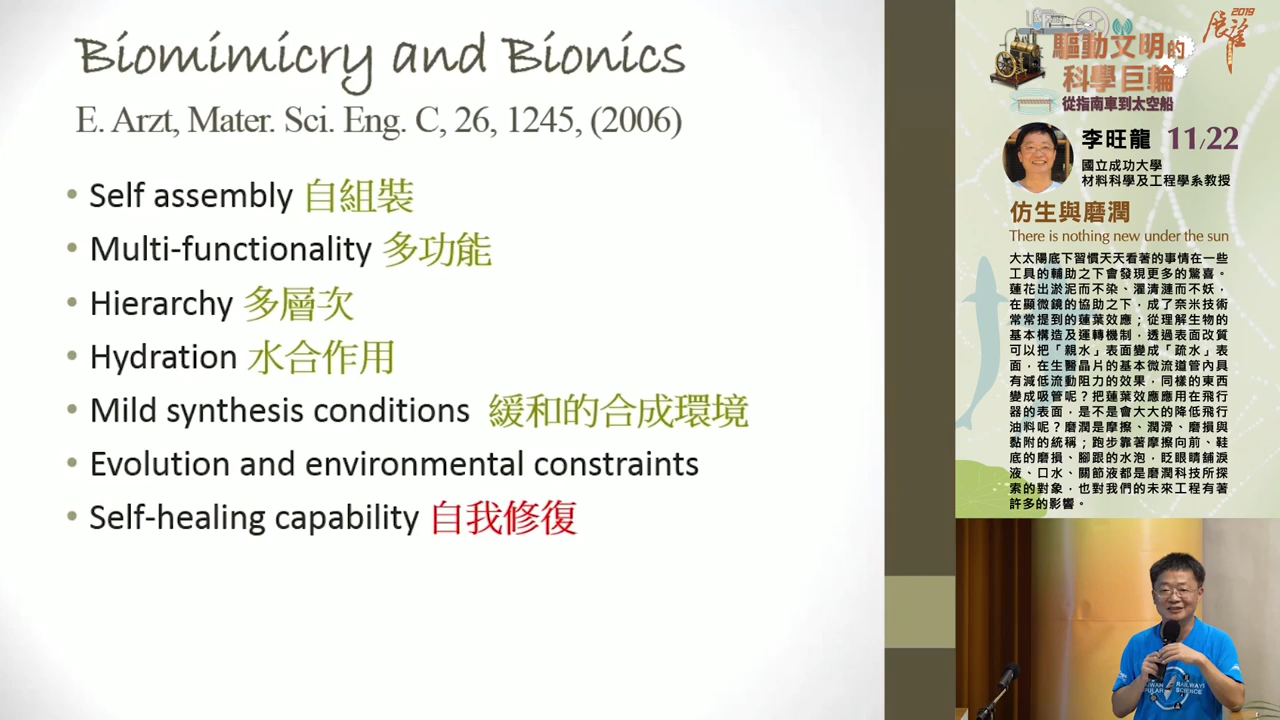 Biomimicry and Bionics
E. Arzt, Mater. Sci. Eng. C, 26, 1245, (2006)
• Self assembly 自組裝
• Multi-functionality 多功能
• Hierarchy 多層次
• Hydration 水合作用
• Mild synthesis conditions 緩和的合成環境
• Evolution and environmental constraints
• Self-healing capability 自我修復
2019
展望
驅動文明的
科學巨輪
從指南車到太空船
李旺龍 11/22
國立成功大學
材料科學及工程學系教授
仿生與磨潤
There is nothing new under the sun
大太陽底下習慣天天看著的事情在一些
工具的輔助之下會發現更多的驚喜。
蓮花出淤泥而不染、濯清漣而不妖，
在顯微鏡的協助之下，成了奈米技術
常常提到的蓮葉效應；從理解生物的
基本構造及運轉機制，透過表面改質
可以把「親水」表面變成「疏水」表
面，在生醫晶片的基本微流道管內具
有減低流動阻力的效果，同樣的東西
變成吸管呢？把蓮葉效應應用在飛行
器的表面，是不是會大大的降低飛行
油料呢？磨潤是摩擦、潤滑、磨損與
黏附的統稱；跑步靠著摩擦向前、鞋
底的磨損、腳跟的水泡，眨眼睛舖淚
液、口水、關節液都是磨潤科技所探
索的對象，也對我們的未來工程有著
許多的影響。
RAILWAYS
SCIENCE